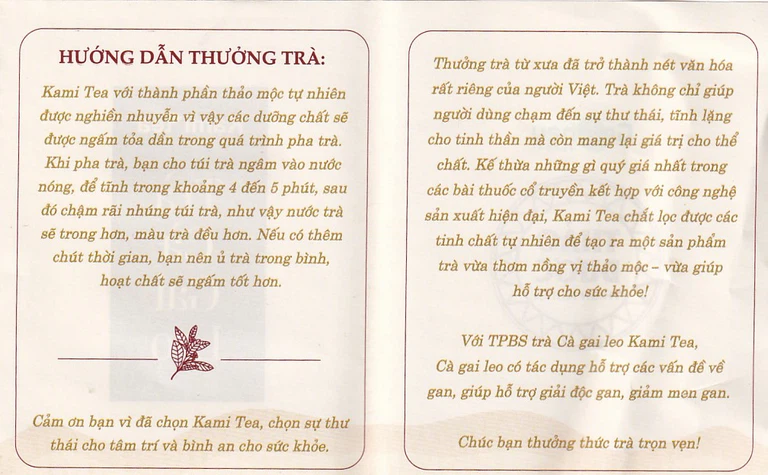 HƯỚNG DẪN THƯỞNG TRÀ:
Kami Tea với thành phần thảo mộc tự nhiên
được nghiền nhuyễn vì vậy các dưỡng chất sẽ
được ngấm tỏa dần trong quá trình pha trà.
Khi pha trà, bạn cho túi trà ngâm vào nước
nóng, để tĩnh trong khoảng 4 đến 5 phút, sau
đó chậm rãi nhúng túi trà, như vậy nước trà
sẽ trong hơn, màu trà đều hơn. Nếu có thêm
chút thời gian, bạn nên ủ trà trong bình,
hoạt chất sẽ ngấm tốt hơn.
Cảm ơn bạn vì đã chọn Kami Tea, chọn sự thư
thái cho tâm trí và bình an cho sức khỏe.
Thưởng trà từ xưa đã trở thành nét văn hóa
rất riêng của người Việt. Trà không chỉ giúp
người dùng chạm đến sự thư thái, tĩnh lặng
cho tinh thần mà còn mang lại giá trị cho thể
chất. Kế thừa những gì quý giá nhất trong
các bài thuốc cổ truyền kết hợp với công nghệ
sản xuất hiện đại, Kami Tea chắt lọc được các
tinh chất tự nhiên để tạo ra một sản phẩm
trà vừa thơm nồng vị thảo mộc – vừa giúp
hỗ trợ cho sức khỏe!
Với TPBS trà Cà gai leo Kami Tea,
Cà gai leo có tác dụng hỗ trợ các vấn đề về
gan, giúp hỗ trợ giải độc gan, giảm men gan.
Chúc bạn thưởng thức trà trọn vẹn!